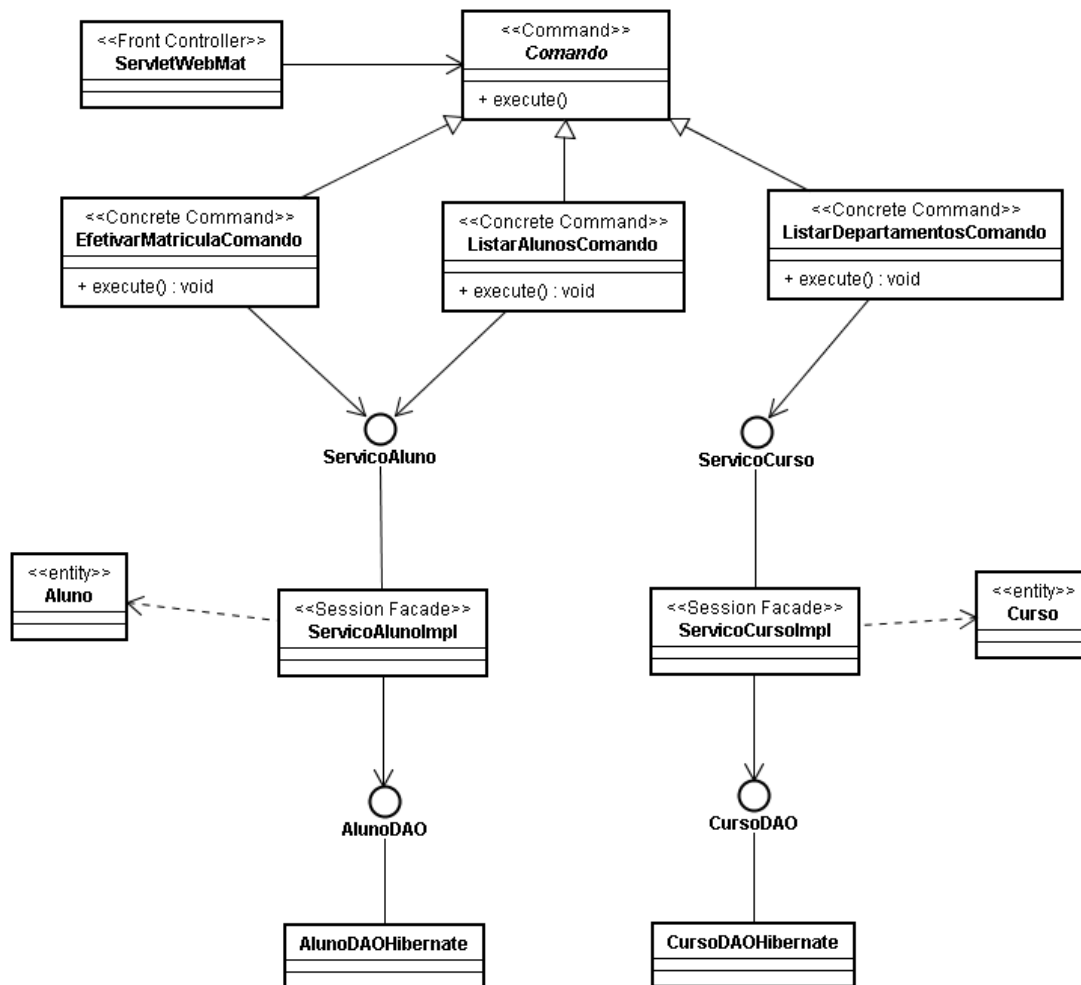 <<Front Controller>>
ServletWebMat
<<Command>>
Comando
+ execute()
<<Concrete Command>>
EfetivarMatriculaComando
+ execute() : void
<<Concrete Command>>
ListarAlunosComando
+ execute() : void
<<Concrete Command>>
ListarDepartamentosComando
+ execute() : void
ServicoAluno
ServicoCurso
<<entity>>
Aluno
<<Session Facade>>
ServicoAlunoImpl
<<Session Facade>>
ServicoCursoImpl
<<entity>>
Curso
AlunoDAO
CursoDAO
AlunoDAOHibernate
CursoDAOHibernate